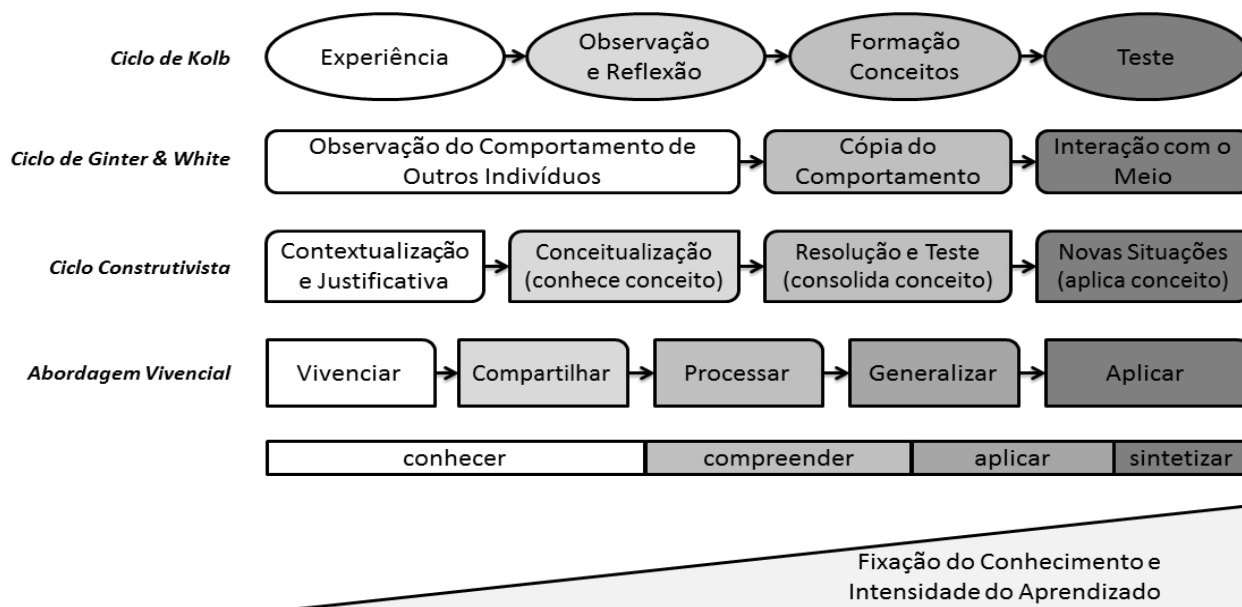 Ciclo de Kolb
Experiência
Observação
e Reflexão
Formação
Conceitos
Teste
Ciclo de Ginter & White
Observação do Comportamento de
Outros Indivíduos
Cópia do
Comportamento
Interação com o
Meio
Ciclo Construtivista
Contextualização
e Justificativa
Conceitualização
(conhece conceito)
Resolução e Teste
(consolida conceito)
Novas Situações
(aplica conceito)
Abordagem Vivencial
Vivenciar
Compartilhar
Processar
Generalizar
Aplicar
conhecer
compreender
aplicar
sintetizar
Fixação do Conhecimento e
Intensidade do Aprendizado